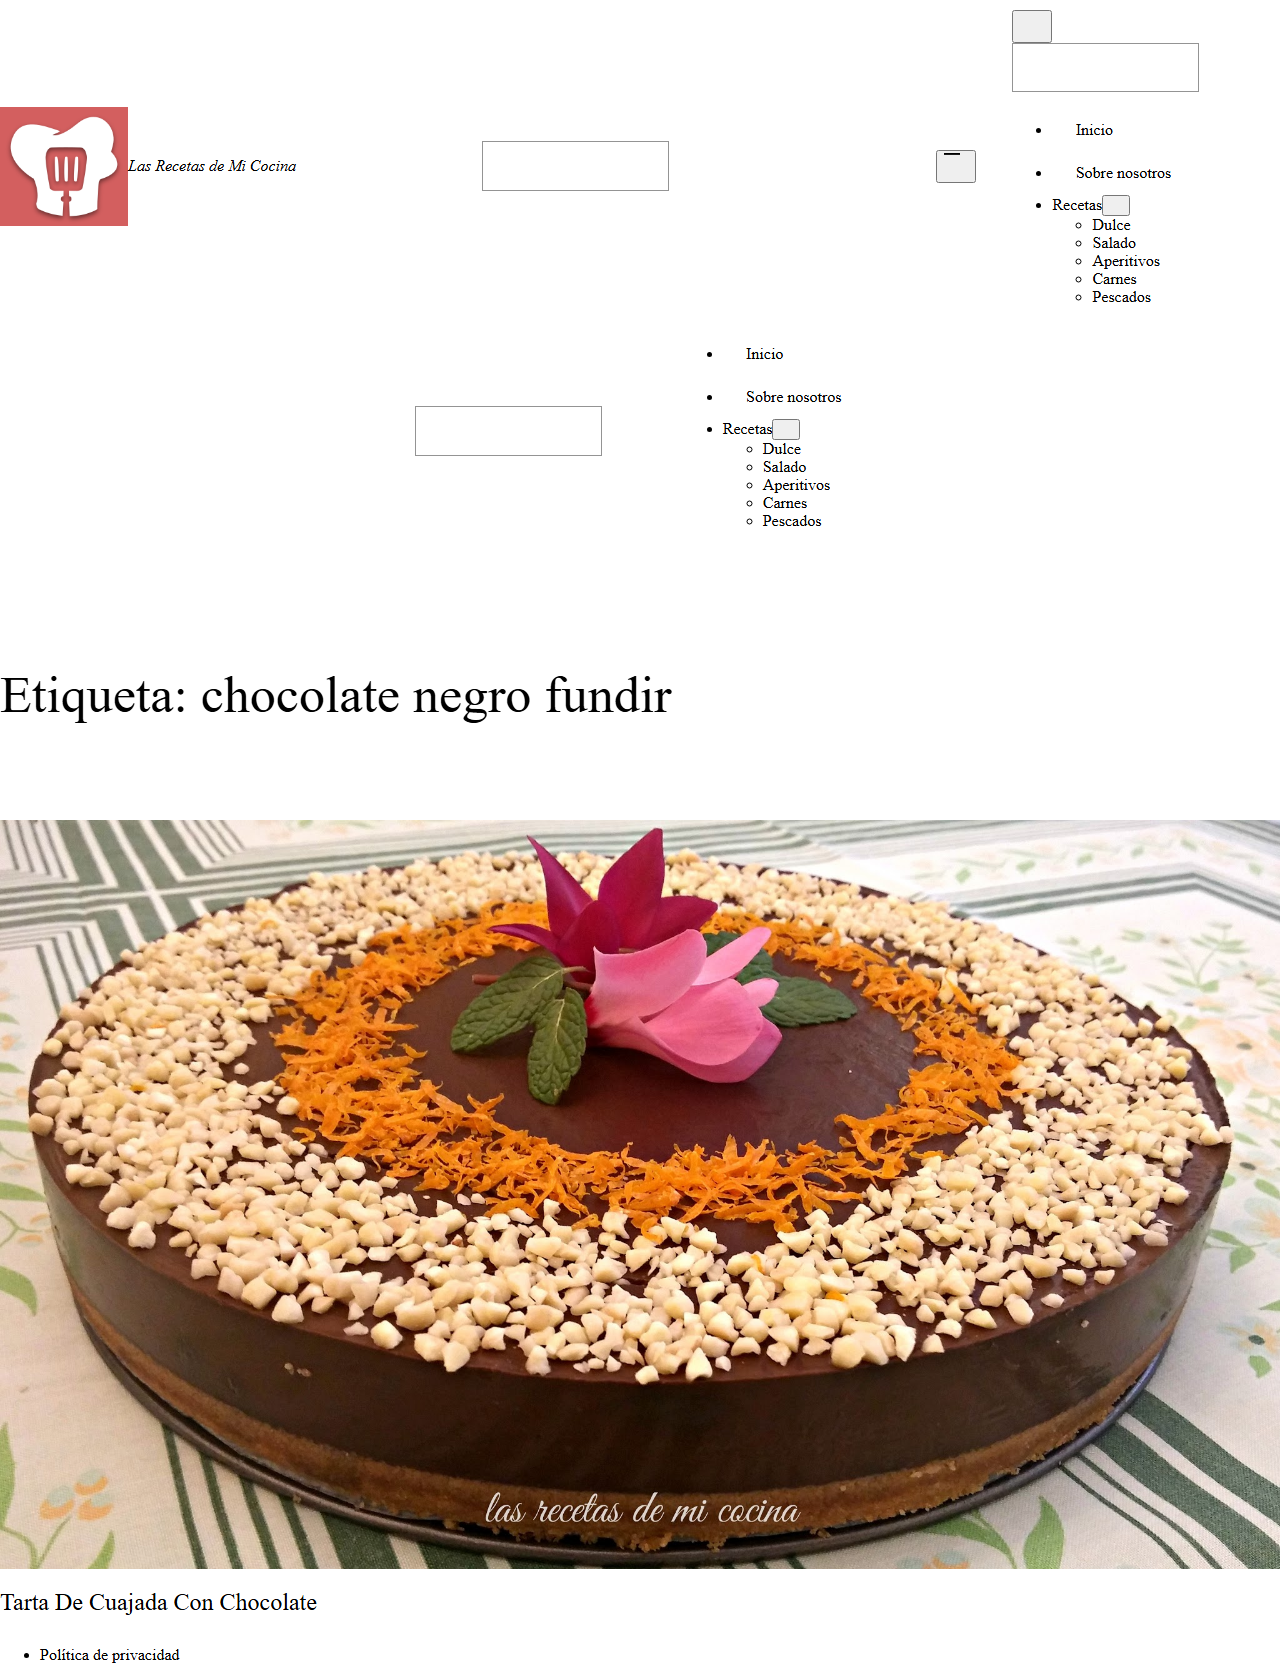 Las Recetas de Mi Cocina
Inicio
Sobre nosotros
Recetas
Dulce
Salado
Aperitivos
Carnes
Pescados
Inicio
Sobre nosotros
Recetas
Dulce
Salado
Aperitivos
Carnes
Pescados
Etiqueta: chocolate negro fundir
las recetas de mi cocina
Tarta De Cuajada Con Chocolate
Política de privacidad